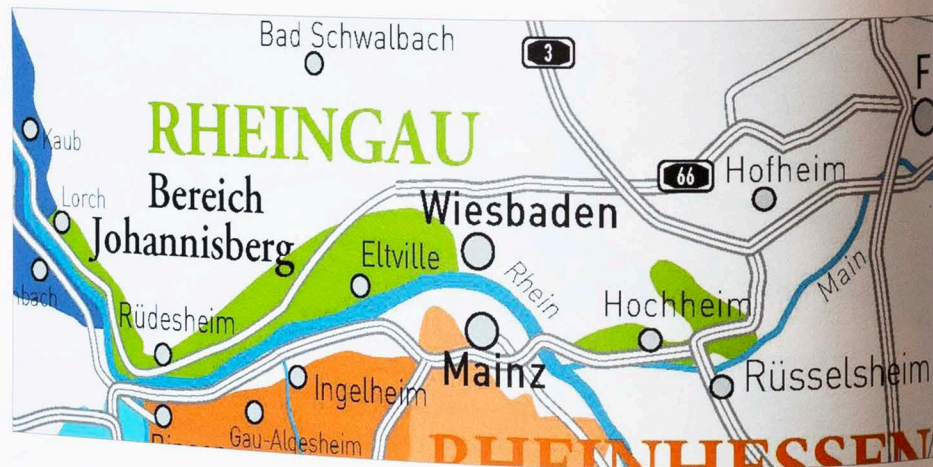 Bad Schwalbach
3
F
RHEINGAU
66
Hofheim
Kaub
Lorch
Bereich
Johannisberg
Wiesbaden
Eltville
Rhein
Main
Hochheim
Rüdesheim
Mainz
Rüsselsheim
Ingelheim
Gau-Algesheim
RHEINHESSEN